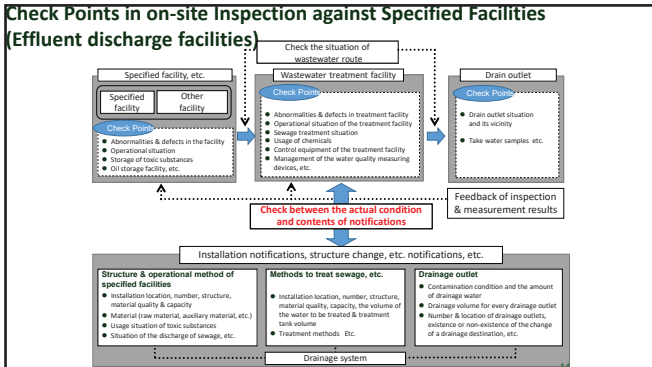 Check Points in on-site Inspection against Specified Facilities
(Effluent discharge facilities)
Check the situation of
wastewater route
Specified facility, etc.
Specified
facility
Other
facility
Check Points
Abnormalities & defects in the facility
Operational situation
Storage of toxic substances
Oil storage facility, etc.
Wastewater treatment facility
Check Points
Abnormalities & defects in treatment facility
Operational situation of the treatment facility
Sewage treatment situation
Usage of chemicals
Control equipment of the treatment facility
Management of the water quality measuring
devices, etc.
Drain outlet
Check Points
Drain outlet situation
and its vicinity
Take water samples etc.
Feedback of inspection
& measurement results
Check between the actual condition
and contents of notifications
Installation notifications, structure change, etc. notifications, etc.
Structure & operational method of
specified facilities
Installation location, number, structure,
material quality & capacity
Material (raw material, auxiliary material, etc.)
Usage situation of toxic substances
Situation of the discharge of sewage, etc.
Methods to treat sewage, etc.
Installation location, number, structure,
material quality, capacity, the volume of
the water to be treated & treatment
tank volume
Treatment methods Etc.
Drainage outlet
Contamination condition and the amount
of drainage water
Drainage volume for every drainage outlet
Number & location of drainage outlets,
existence or non-existence of the change
of a drainage destination, etc.
Drainage system
14